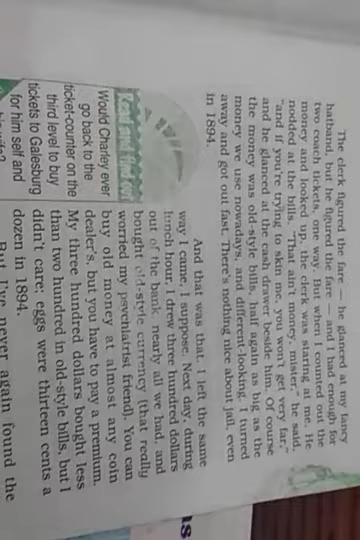 The clerk figured the fare — he glanced at my fancy
hatband, but he figured the fare — and I had enough for
two coach tickets, one way. But when I counted out the
money and looked up, the clerk was staring at me. He
nodded at the bills. "That ain't money, mister," he said,
"and if you're trying to skin me, you won't get very far,"
and he glanced at the cash drawer beside him. Of course
the money was old-style bills, half again as big as the
money we use nowadays, and different-looking. I turned
away and got out fast. There's nothing nice about jail, even
in 1894.
And that was that. I left the same
way I came, I suppose. Next day, during
lunch hour, I drew three hundred dollars
out of the bank, nearly all we had, and
bought old-style currency (that really
worried my psychiatrist friend). You can
buy old money at almost any coin
dealer's, but you have to pay a premium.
My three hundred dollars bought less
than two hundred in old-style bills, but I
didn't care; eggs were thirteen cents a
dozen in 1894.
But I've never again found the
Read and find out
Would Charley ever
go back to the
ticket-counter on the
third level to buy
tickets to Galesburg
for him self and
his wife?